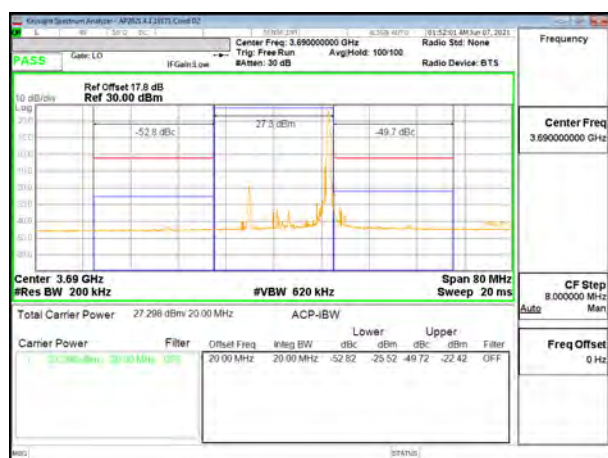 Keysight Spectrum Analyzer -
01:52:01 AM Jun 07, 2021
Center Freq: 3.690000000 GHz
Radio Std: None
Frequency
PASS
Gate: LO
IFGain:Low
Trig: Free Run
Avg|Hold: 100/100
#Atten: 30 dB
Radio Device: BTS
Ref Offset 17.8 dB
10 dB/div
Ref 30.00 dBm
Log
-52.8 dBc
27.3 dBm
-49.7 dBc
Center Freq
3.690000000 GHz
Center 3.69 GHz
Span 80 MHz
#Res BW 200 kHz
#VBW 620 kHz
Sweep 20 ms
CF Step
8.000000 MHz
Auto
Man
Total Carrier Power
27.298 dBm/ 20.00 MHz
ACP-IBW
Lower
Upper
Carrier Power
Filter
Offset Freq
Integ BW
dBc
dBm
dBc
dBm
Filter
20.00 MHz
20.00 MHz
-52.82
-25.52
-49.72
-22.42
OFF
Freq Offset
0 Hz
MSG
STATUS